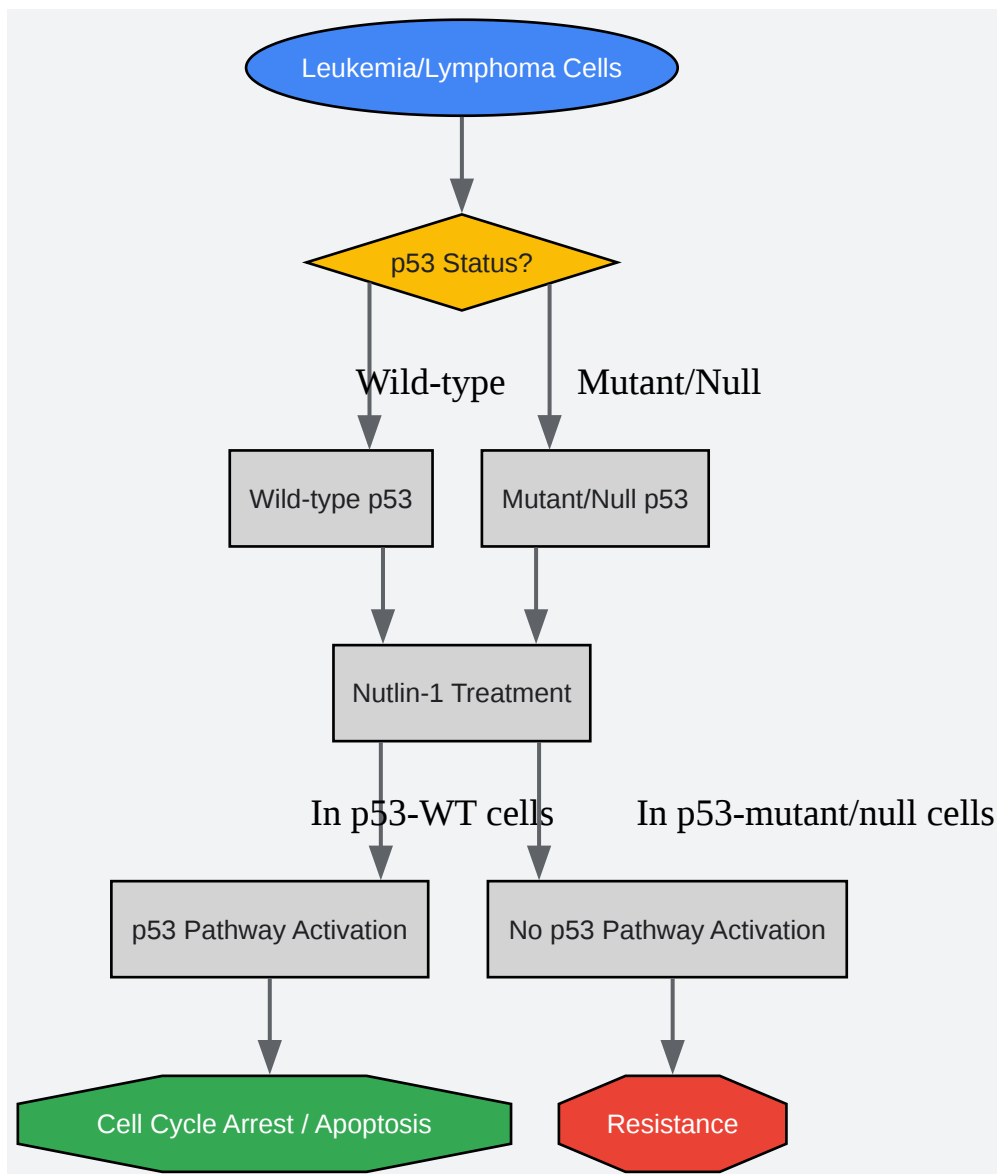 Leukemia/Lymphoma Cells
p53 Status?
Wild-type
Mutant/Null
Wild-type p53
Mutant/Null p53
Nutlin-1 Treatment
In p53-WT cells
In p53-mutant/null cells
p53 Pathway Activation
No p53 Pathway Activation
Cell Cycle Arrest / Apoptosis
Resistance